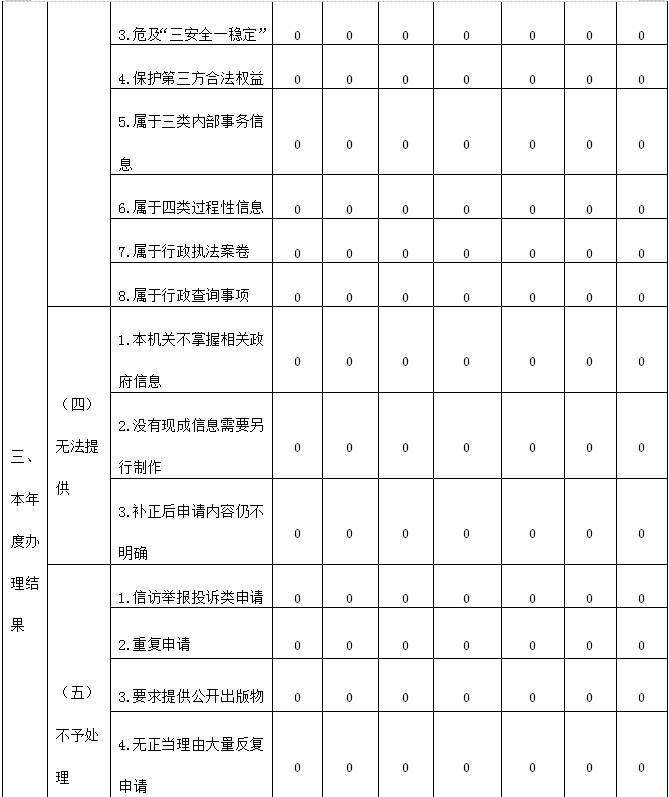 3.危及“三安全一稳定” 0 0 0 0 0 0 0
4.保护第三方合法权益 0 0 0 0 0 0 0
5.属于三类内部事务信
息 0 0 0 0 0 0 0
6.属于四类过程性信息 0 0 0 0 0 0 0
7.属于行政执法案卷 0 0 0 0 0 0 0
8.属于行政查询事项 0 0 0 0 0 0 0
三、
本年
度办
理结
果
（四）
无法提
供
1.本机关不掌握相关政
府信息 0 0 0 0 0 0 0
2.没有现成信息需要另
行制作 0 0 0 0 0 0 0
3.补正后申请内容仍不
明确 0 0 0 0 0 0 0
（五）
不予处
理
1.信访举报投诉类申请 0 0 0 0 0 0 0
2.重复申请 0 0 0 0 0 0 0
3.要求提供公开出版物 0 0 0 0 0 0 0
4.无正当理由大量反复
申请 0 0 0 0 0 0 0